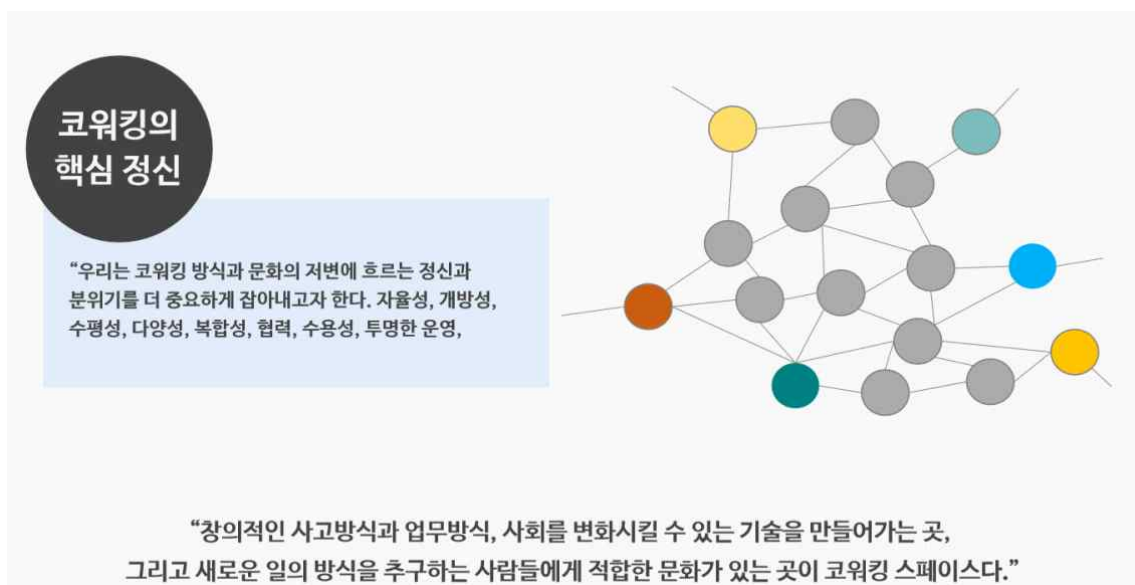 코워킹의
핵심 정신
“우리는 코워킹 방식과 문화의 저변에 흐르는 정신과
분위기를 더 중요하게 잡아내고자 한다. 자율성, 개방성,
수평성, 다양성, 복합성, 협력, 수용성, 투명한 운영,
“창의적인 사고방식과 업무방식, 사회를 변화시킬 수 있는 기술을 만들어가는 곳,
그리고 새로운 일의 방식을 추구하는 사람들에게 적합한 문화가 있는 곳이 코워킹 스페이스다.”